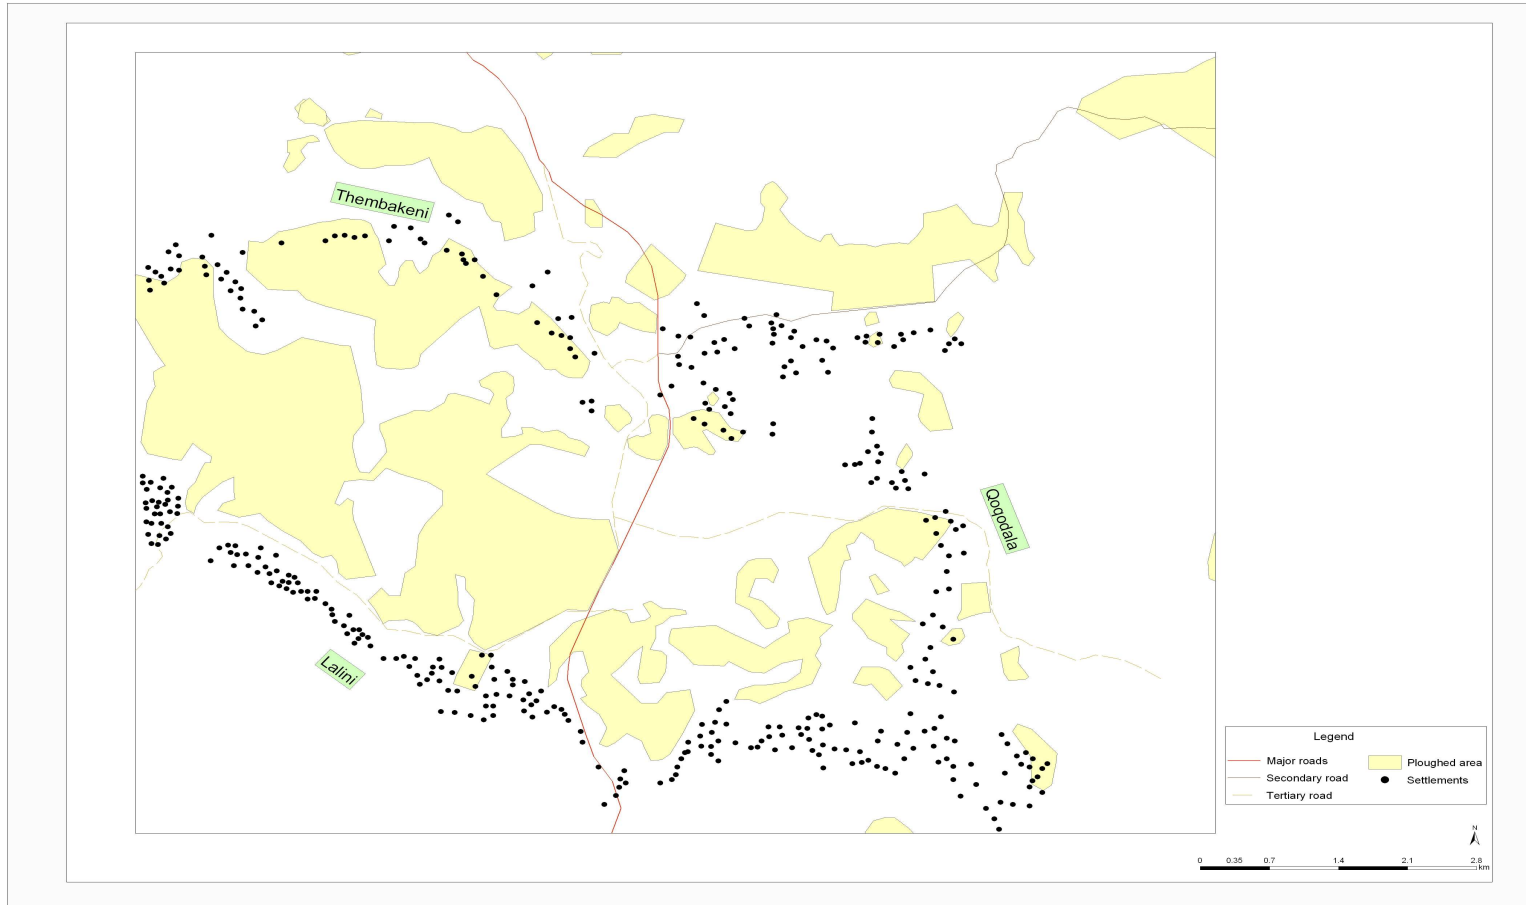 Thembakeni
Qoqodala
Lalini
Legend
Major roads
Secondary road
Tertiary road
Ploughed area
Settlements
N
0 0.35 0.7 1.4 2.1 2.8
km